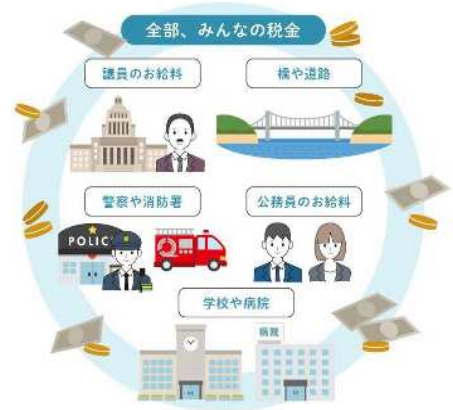 全部、みんなの税金
議員のお給料
橋や道路
警察や消防署
公務員のお給料
POLIC
学校や病院
病院